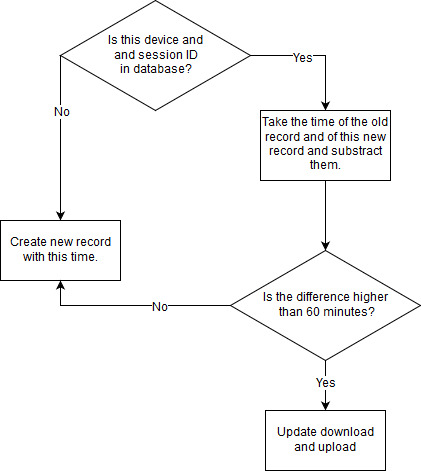 Is this device and
and session ID
in database?
Yes
No
Take the time of the old
record and of this new
record and substract
them.
Create new record
with this time.
Is the difference higher
than 60 minutes?
No
Yes
Update download
and upload